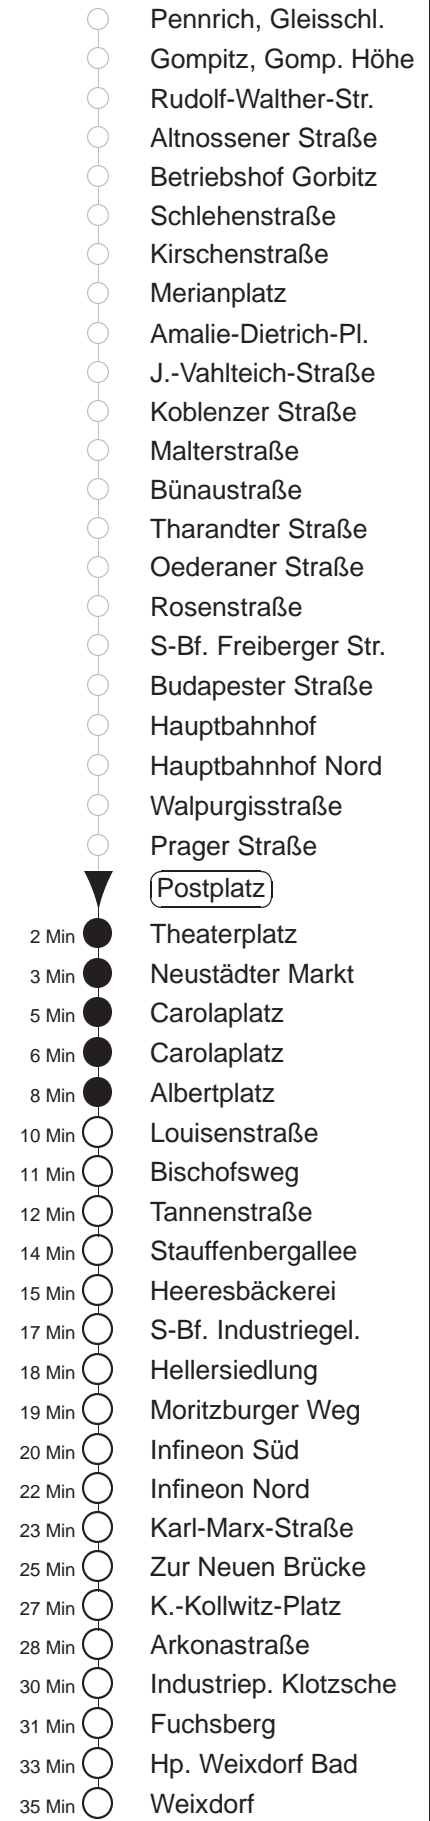 Pennrich, Gleisschl.
Gompitz, Gomp. Höhe
Rudolf-Walther-Str.
Altnossener Straße
Betriebshof Gorbitz
Schlehenstraße
Kirschenstraße
Merianplatz
Amalie-Dietrich-Pl.
J.-Vahlteich-Straße
Koblenzer Straße
Malterstraße
Bünaustraße
Tharandter Straße
Oederaner Straße
Rosenstraße
S-Bf. Freiberger Str.
Budapester Straße
Hauptbahnhof
Hauptbahnhof Nord
Walpurgisstraße
Prager Straße
Postplatz
2 Min Theaterplatz
3 Min Neustädter Markt
5 Min Carolaplatz
6 Min Carolaplatz
8 Min Albertplatz
10 Min Louisenstraße
11 Min Bischofsweg
12 Min Tannenstraße
14 Min Stauffenbergallee
15 Min Heeresbäckerei
17 Min S-Bf. Industriegel.
18 Min Hellersiedlung
19 Min Moritzburger Weg
20 Min Infineon Süd
22 Min Infineon Nord
23 Min Karl-Marx-Straße
25 Min Zur Neuen Brücke
27 Min K.-Kollwitz-Platz
28 Min Arkonastraße
30 Min Industriep. Klotzsche
31 Min Fuchsberg
33 Min Hp. Weixdorf Bad
35 Min Weixdorf